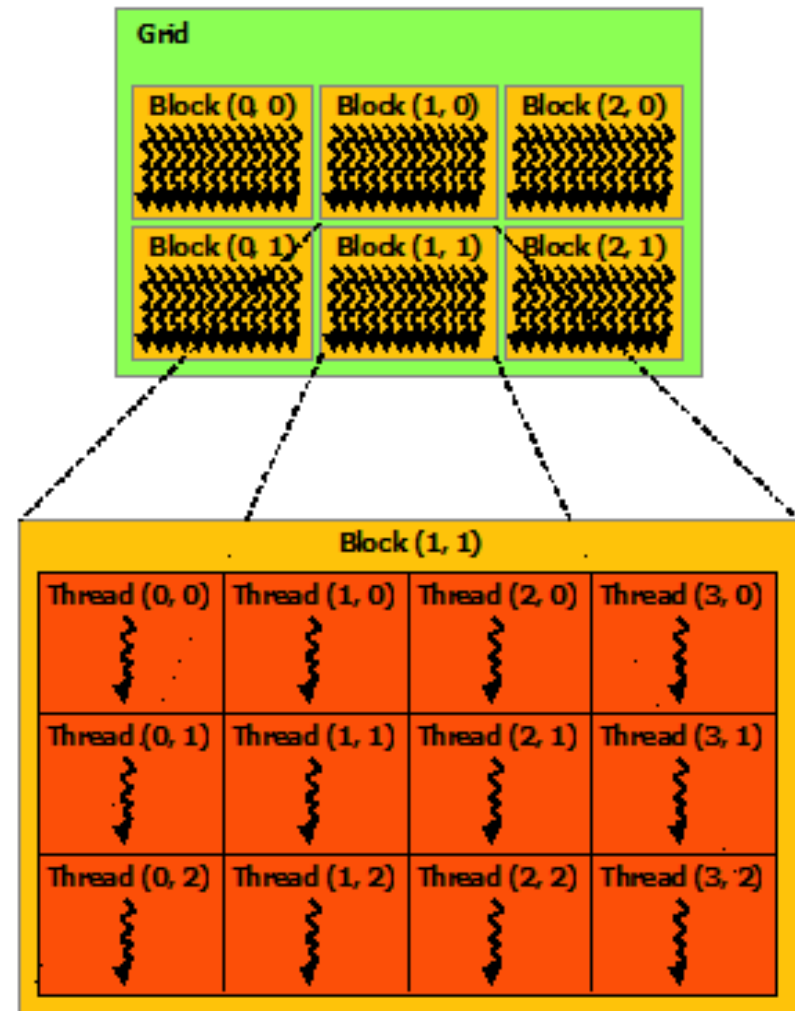 Grid
Block (0, 0) Block (1, 0) Block (2, 0)
Block (0, 1) Block (1, 1) Block (2, 1)
Block (1, 1)
Thread (0, 0) Thread (1, 0) Thread (2, 0) Thread (3, 0)
Thread (0, 1) Thread (1, 1) Thread (2, 1) Thread (3, 1)
Thread (0, 2) Thread (1, 2) Thread (2, 2) Thread (3, 2)